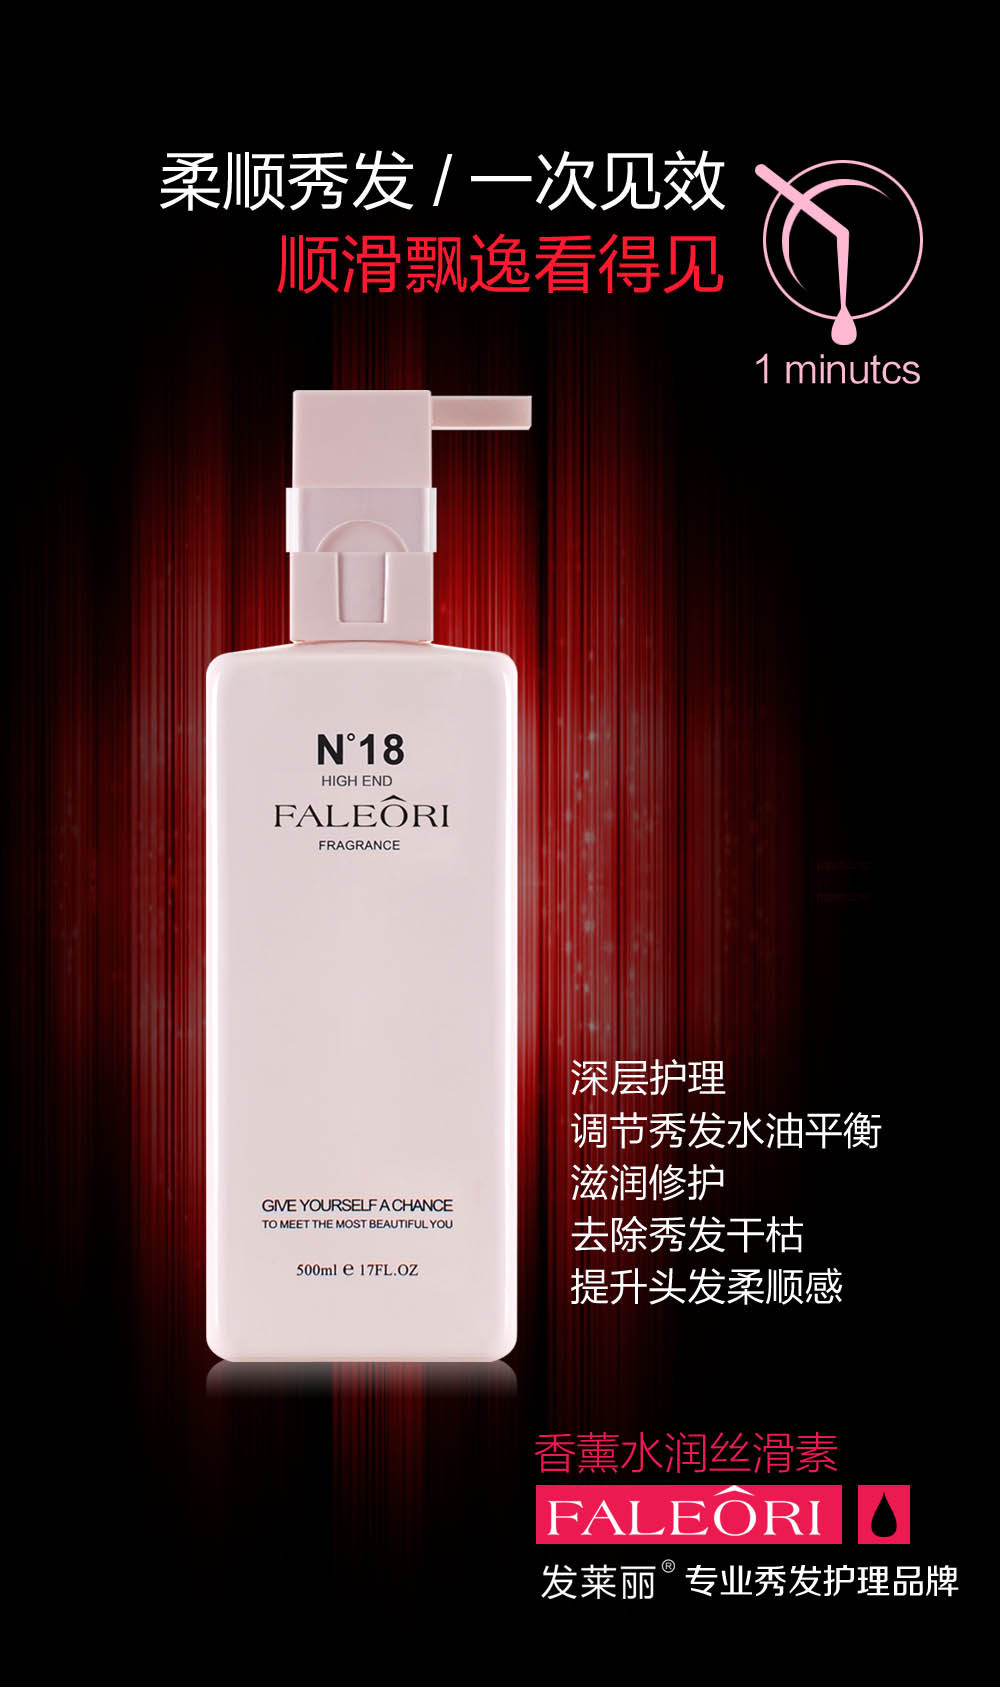 柔顺秀发 / 一次见效
顺滑飘逸看得见
1 minutcs
N°18
HIGH END
FALEÔRI
FRAGRANCE
GIVE YOURSELF A CHANCE
TO MEET THE MOST BEAUTIFUL YOU
500ml e 17FL.OZ
深层护理
调节秀发水油平衡
滋润修护
去除秀发干枯
提升头发柔顺感
香薰水润丝滑素
FALEÔRI
发莱丽® 专业秀发护理品牌